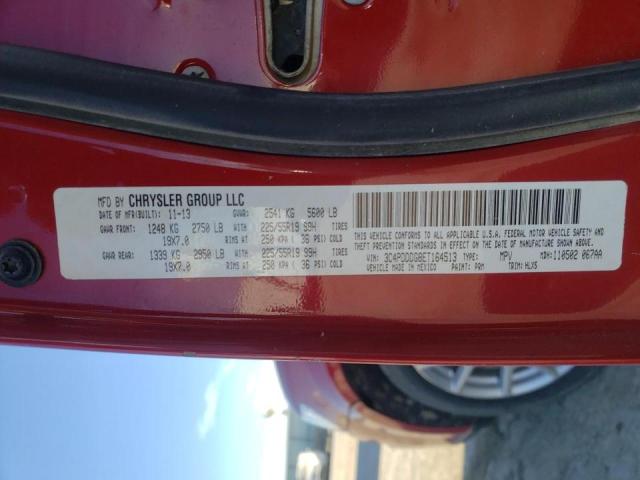 MFD BY CHRYSLER GROUP LLC
DATE OF MFR(BUILT): 11-13 GVWR: 2541 KG 5600 LB
GAWR FRONT: 1248 KG 2750 LB 225/55R19 99H TIRES
19X7.0 RIMS AT 250 KPA ( 36 PSI) COLD
GAWR REAR: 1339 KG 2950 LB 225/55R19 99H TIRES
19X7.0 RIMS AT 250 KPA ( 36 PSI) COLD
THIS VEHICLE CONFORMS TO ALL APPLICABLE U.S.A. FEDERAL MOTOR VEHICLE SAFETY AND
THEFT PREVENTION STANDARDS IN EFFECT ON THE DATE OF MANUFACTURE SHOWN ABOVE.
VIN: 3C4PDDDG8ET164513 TYPE: MPV MDH: 110502 067AA
VEHICLE MADE IN MEXICO PAINT: PRM TRIM: HLX5